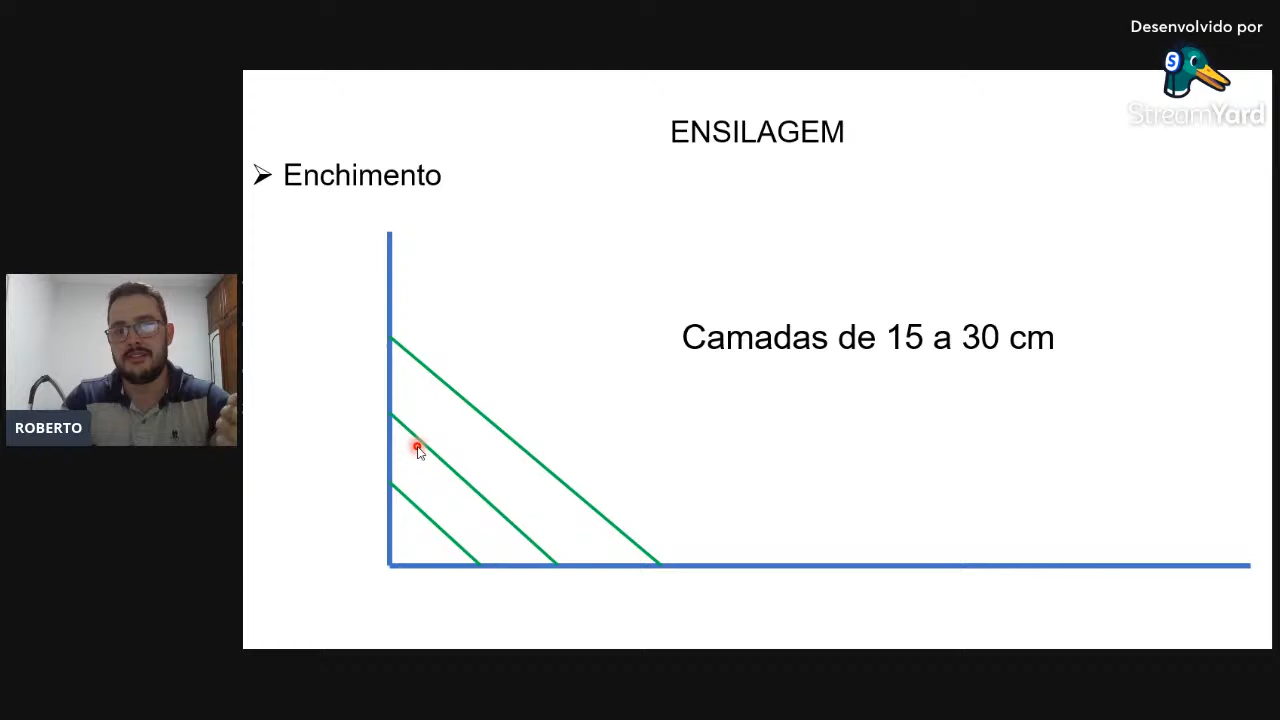 Desenvolvido por
S
StreamYard
ENSILAGEM
➢ Enchimento
Camadas de 15 a 30 cm
ROBERTO